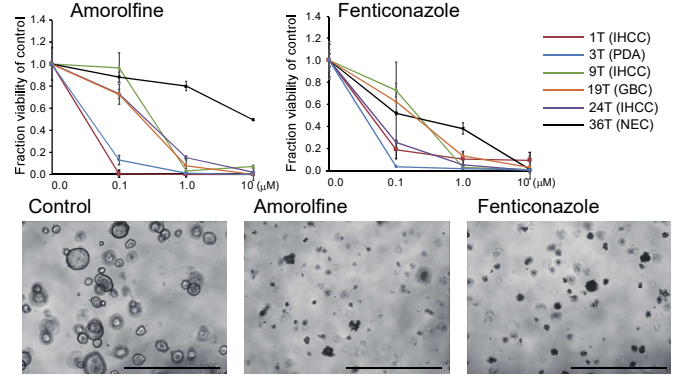 Amorolfine
Fenticonazole
Fraction viability of control
1.4
1.2
1.0
0.8
0.6
0.4
0.2
0.0
0.0 0.1 1.0 10 (μM)
Fraction viability of control
1.4
1.2
1.0
0.8
0.6
0.4
0.2
0.0
0.0 0.1 1.0 10 (μM)
1T (IHCC)
3T (PDA)
9T (IHCC)
19T (GBC)
24T (IHCC)
36T (NEC)
Control
Amorolfine
Fenticonazole